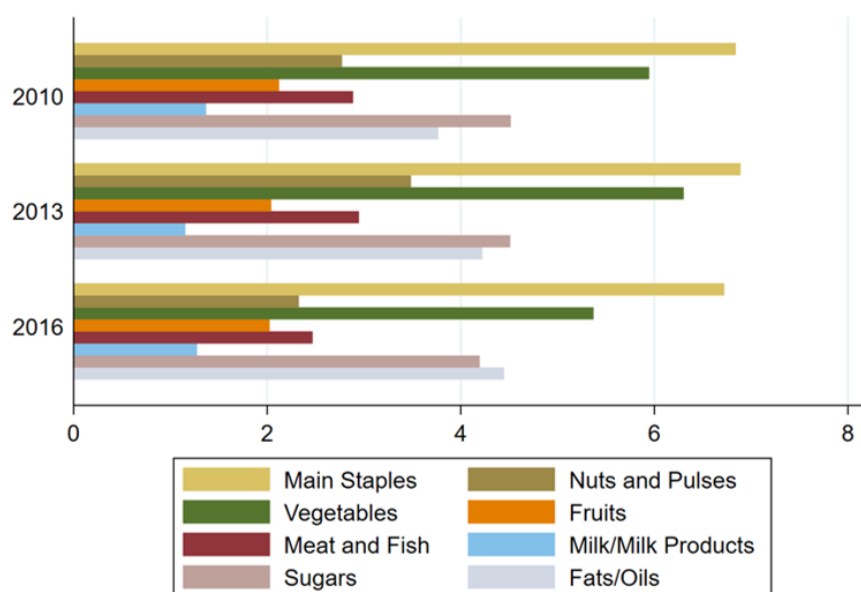 2010
2013
2016
0 2 4 6 8
Main Staples Nuts and Pulses
Vegetables Fruits
Meat and Fish Milk/Milk Products
Sugars Fats/Oils